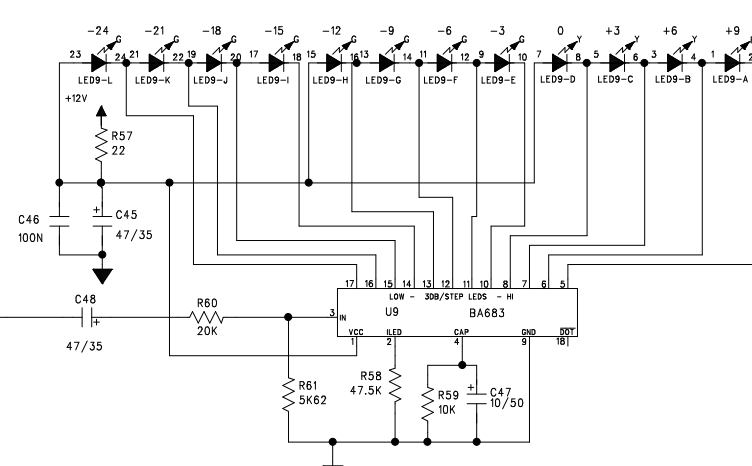 -24 -21 -18 -15 -12 -9 -6 -3 0 +3 +6 +9
G G G G G G G G Y Y Y
23 24 21 22 19 20 17 18 15 16 13 14 11 12 9 10 7 8 5 6 3 4 1 2
LED9-L LED9-K LED9-J LED9-I LED9-H LED9-G LED9-F LED9-E LED9-D LED9-C LED9-B LED9-A
+12V
R57
22
C46
100N
+
C45
47/35
17 16 15 14 13 12 11 10 8 7 6 5
LOW - 3DB/STEP LEDS - HI
C48
+
47/35
R60
20K
3 IN
U9
BA683
VCC ILED CAP GND DOT
1 2 4 9 18
R61
5K62
R58
47.5K
R59
10K
+
C47
10/50